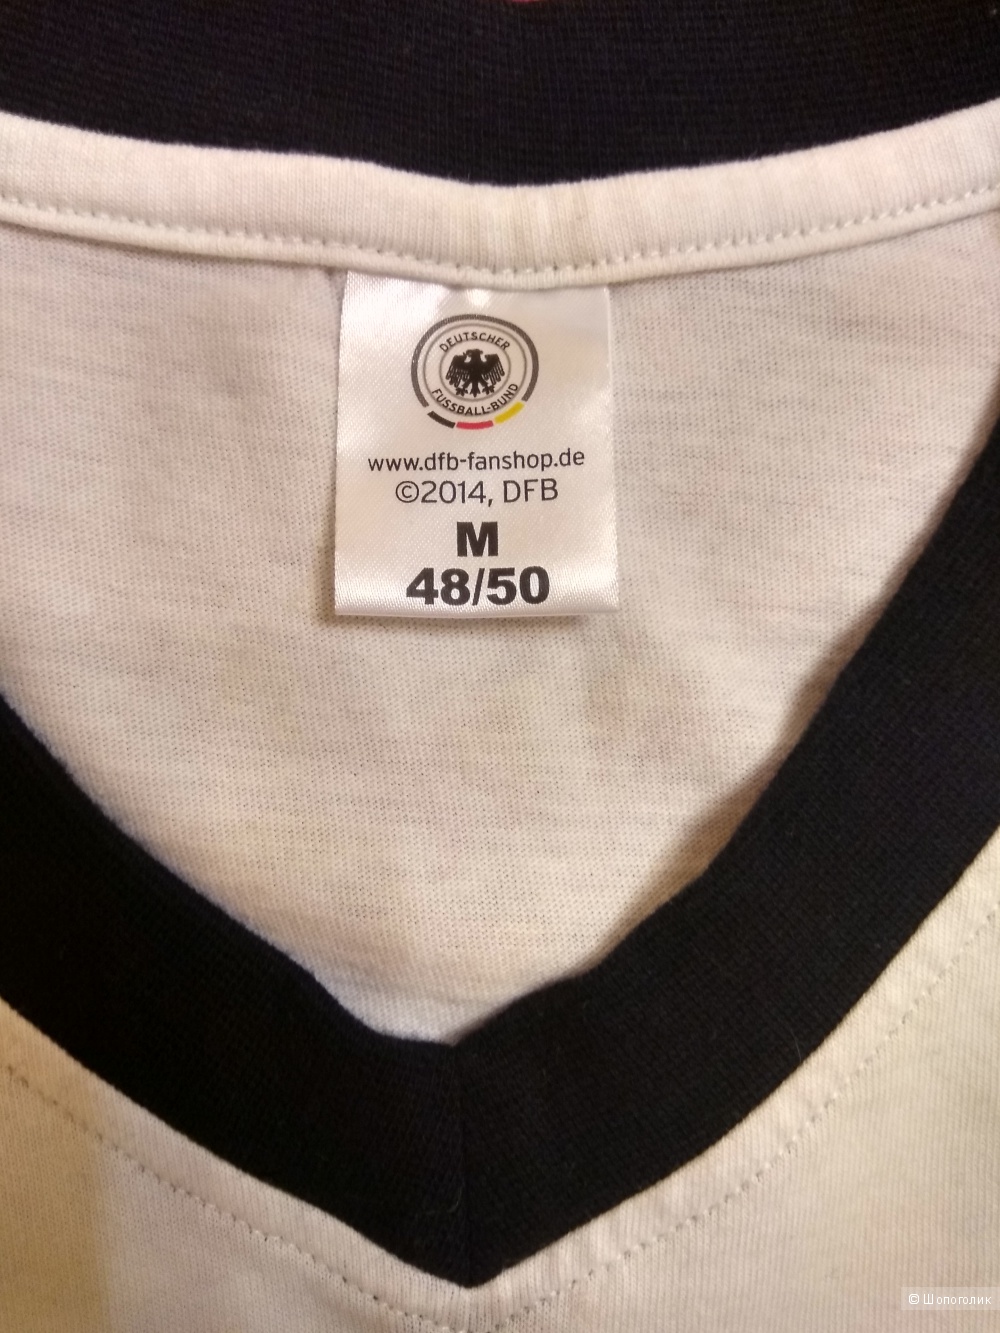 DEUTSCHER
FUSSBALL-BUND
www.dfb-fanshop.de
©2014, DFB
M
48/50
© Шопоголик